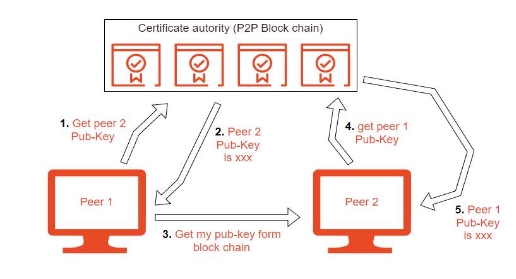 Certificate autority (P2P Block chain)
1. Get peer 2
Pub-Key
2. Peer 2
Pub-Key
is xxx
4. get peer 1
Pub-Key
Peer 1
Peer 2
3. Get my pub-key form
block chain
5. Peer 1
Pub-Key
is xxx